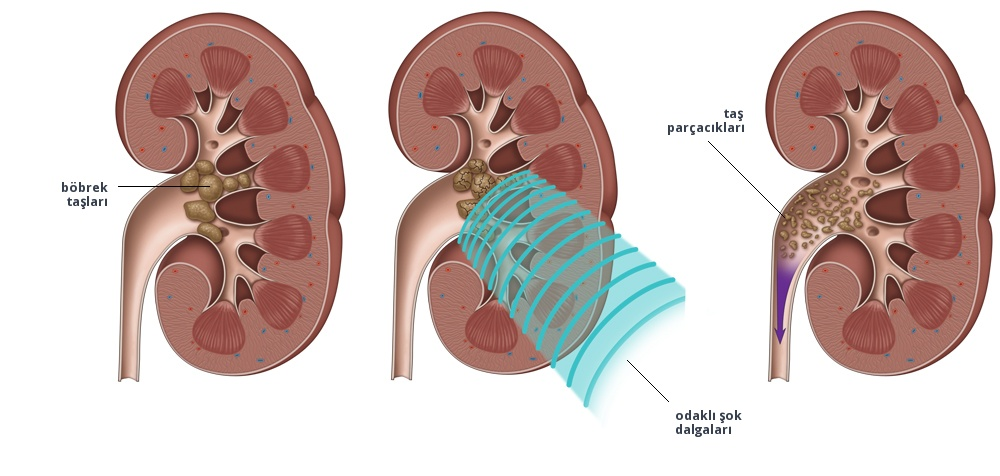 böbrek
taşları
odaklı şok
dalgaları
taş
parçacıkları